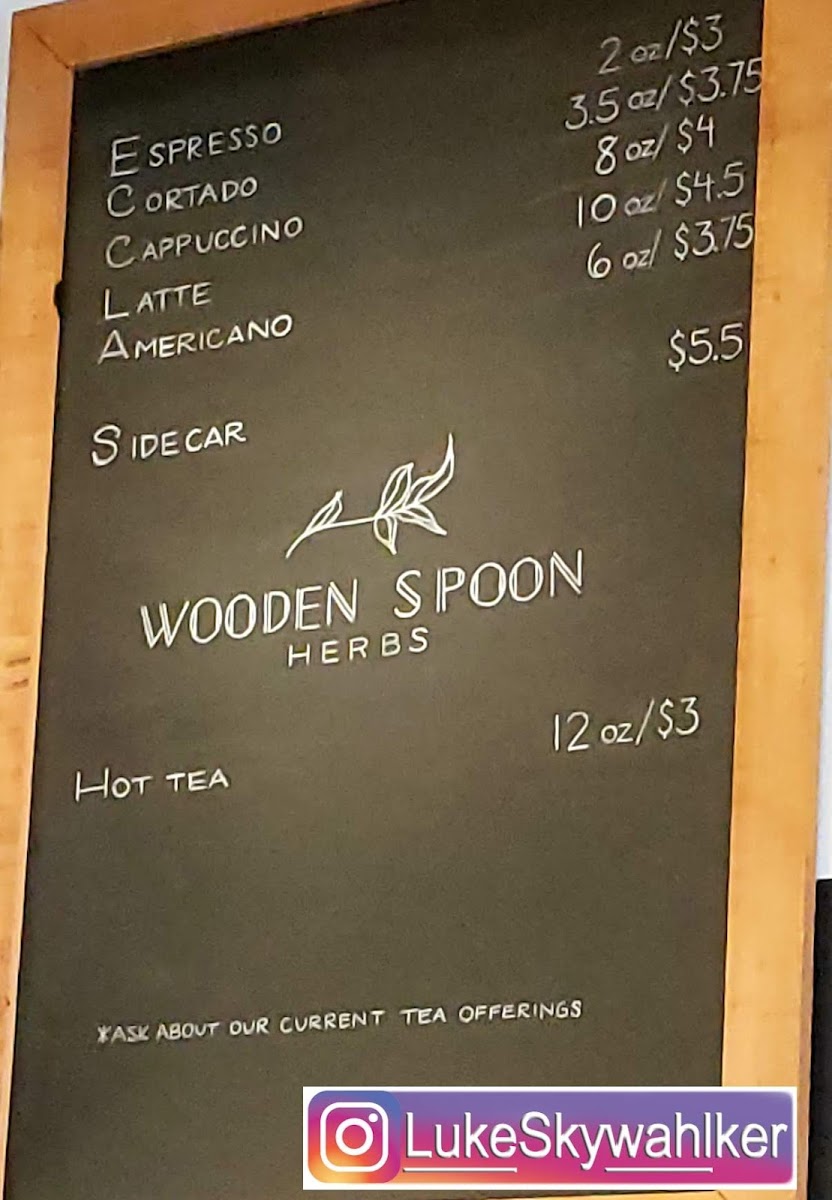 ESPRESSO 2 oz/$3
CORTADO 3.5 oz/$3.75
CAPPUCCINO 8 oz/$4
LATTE 10 oz/$4.5
AMERICANO 6 oz/$3.75
SIDECAR $5.5
WOODEN SPOON
HERBS
HOT TEA 12 oz/$3
*ASK ABOUT OUR CURRENT TEA OFFERINGS
LukeSkywahlker